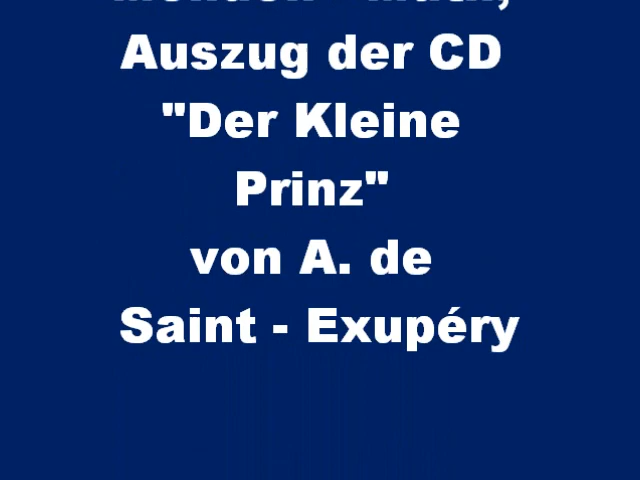 Auszug der CD
"Der Kleine
Prinz"
von A. de
Saint - Exupéry